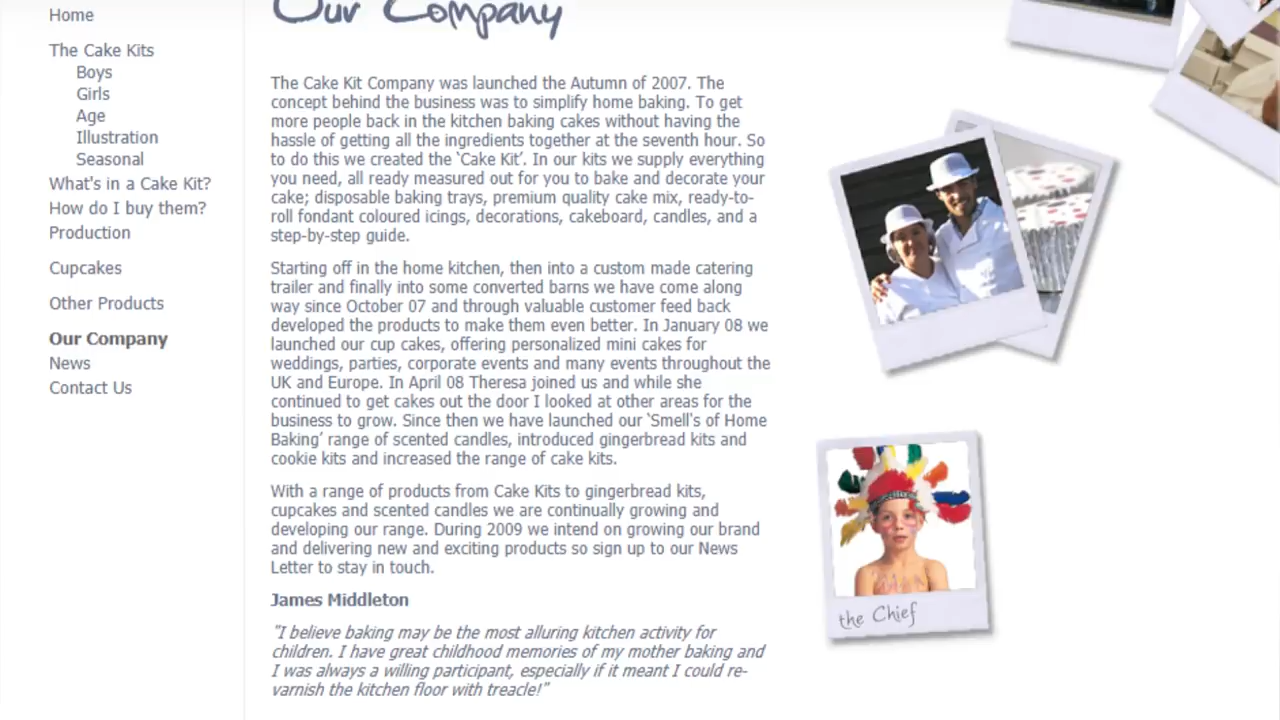 Our Company
Home
The Cake Kits
Boys
Girls
Age
Illustration
Seasonal
What's in a Cake Kit?
How do I buy them?
Production
Cupcakes
Other Products
Our Company
News
Contact Us
The Cake Kit Company was launched the Autumn of 2007. The
concept behind the business was to simplify home baking. To get
more people back in the kitchen baking cakes without having the
hassle of getting all the ingredients together at the seventh hour. So
to do this we created the ‘Cake Kit’. In our kits we supply everything
you need, all ready measured out for you to bake and decorate your
cake; disposable baking trays, premium quality cake mix, ready-to-
roll fondant coloured icings, decorations, cakeboard, candles, and a
step-by-step guide.
Starting off in the home kitchen, then into a custom made catering
trailer and finally into some converted barns we have come along
way since October 07 and through valuable customer feed back
developed the products to make them even better. In January 08 we
launched our cup cakes, offering personalized mini cakes for
weddings, parties, corporate events and many events throughout the
UK and Europe. In April 08 Theresa joined us and while she
continued to get cakes out the door I looked at other areas for the
business to grow. Since then we have launched our ‘Smell's of Home
Baking’ range of scented candles, introduced gingerbread kits and
cookie kits and increased the range of cake kits.
With a range of products from Cake Kits to gingerbread kits,
cupcakes and scented candles we are continually growing and
developing our range. During 2009 we intend on growing our brand
and delivering new and exciting products so sign up to our News
Letter to stay in touch.
James Middleton
"I believe baking may be the most alluring kitchen activity for
children. I have great childhood memories of my mother baking and
I was always a willing participant, especially if it meant I could re-
varnish the kitchen floor with treacle!"
the Chief